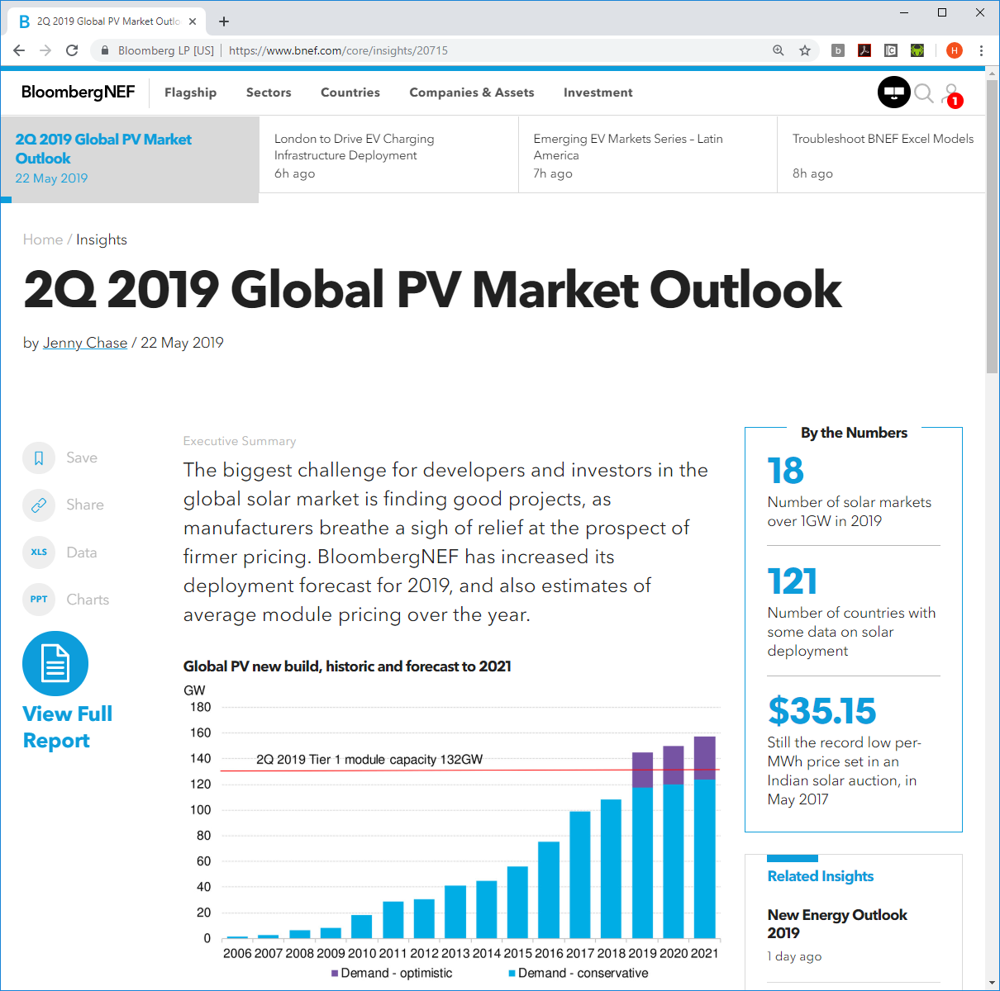 2Q 2019 Global PV Market Outlo
Bloomberg LP [US] | https://www.bnef.com/core/insights/20715
b
H
BloombergNEF
Flagship
Sectors
Countries
Companies & Assets
Investment
1
2Q 2019 Global PV Market
Outlook
22 May 2019
London to Drive EV Charging
Infrastructure Deployment
6h ago
Emerging EV Markets Series - Latin
America
7h ago
Troubleshoot BNEF Excel Models
8h ago
Home / Insights
2Q 2019 Global PV Market Outlook
by Jenny Chase / 22 May 2019
Save
Share
XLS Data
PPT Charts
View Full
Report
Executive Summary
The biggest challenge for developers and investors in the
global solar market is finding good projects, as
manufacturers breathe a sigh of relief at the prospect of
firmer pricing. BloombergNEF has increased its
deployment forecast for 2019, and also estimates of
average module pricing over the year.
Global PV new build, historic and forecast to 2021
GW
180
160
140
2Q 2019 Tier 1 module capacity 132GW
120
100
80
60
40
20
0
2006 2007 2008 2009 2010 2011 2012 2013 2014 2015 2016 2017 2018 2019 2020 2021
Demand - optimistic
Demand - conservative
By the Numbers
18
Number of solar markets
over 1GW in 2019
121
Number of countries with
some data on solar
deployment
$35.15
Still the record low per-
MWh price set in an
Indian solar auction, in
May 2017
Related Insights
New Energy Outlook
2019
1 day ago